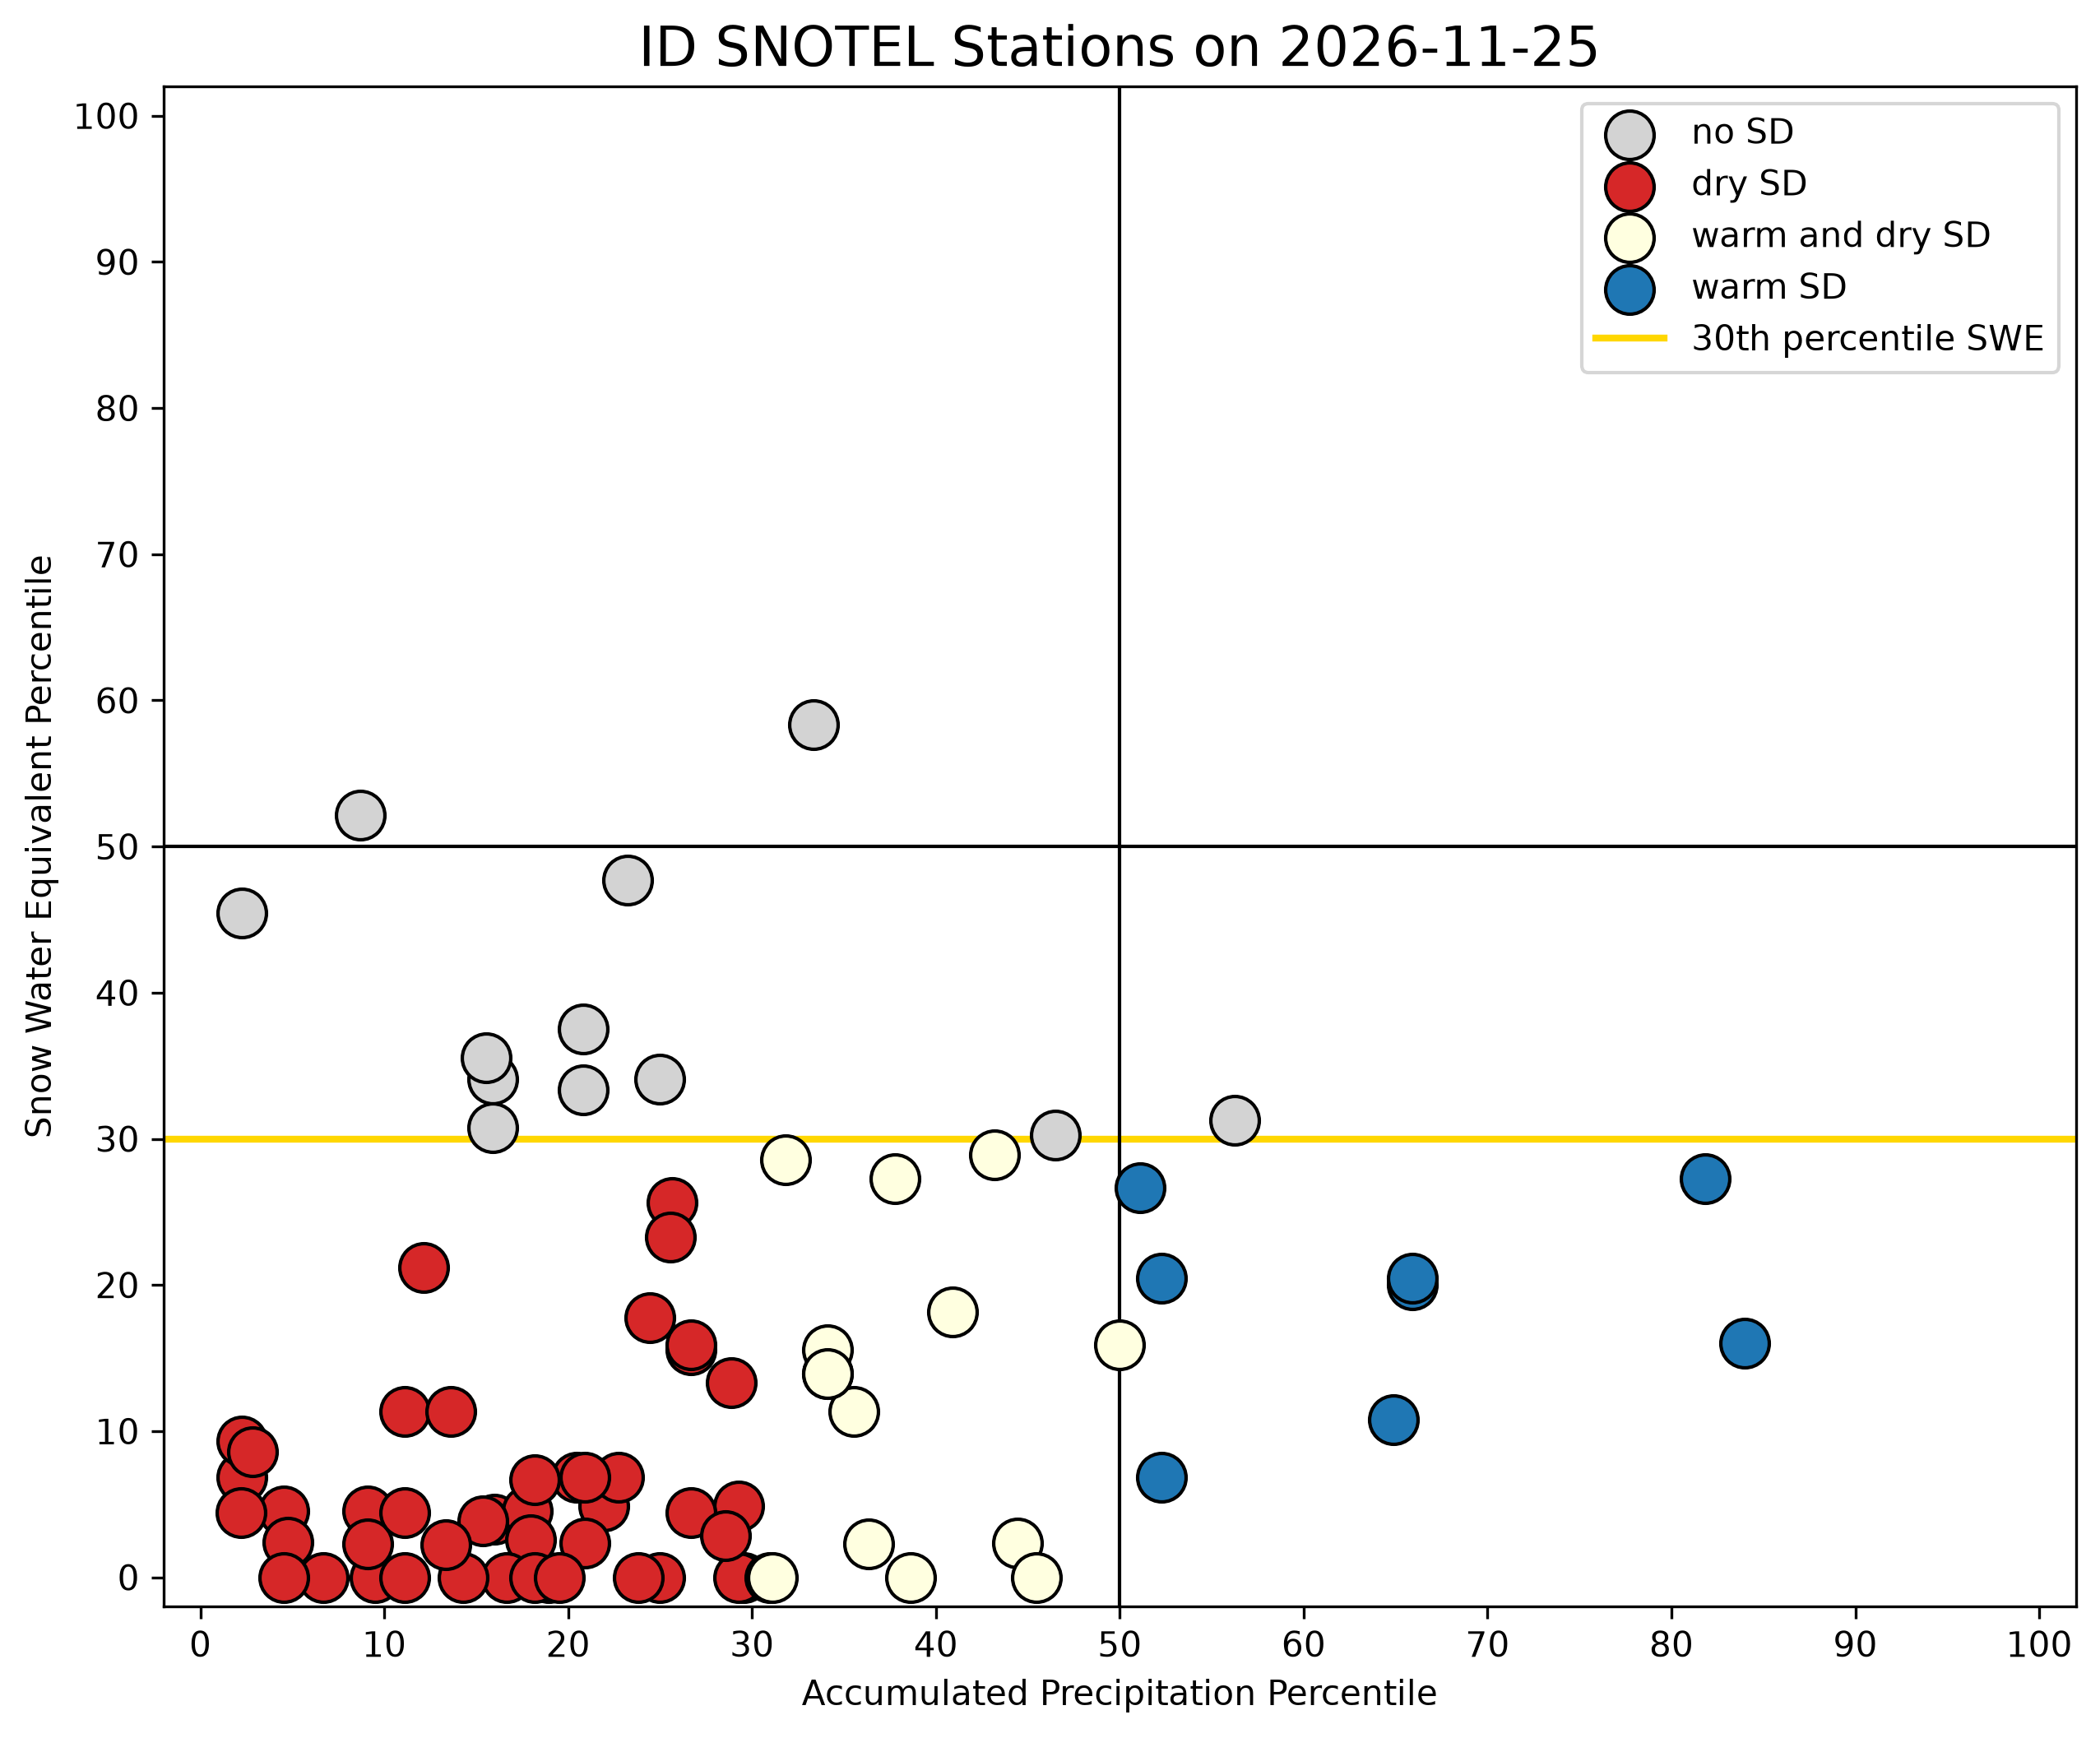 ID SNOTEL Stations on 2026-11-25
no SD
dry SD
warm and dry SD
warm SD
30th percentile SWE
Snow Water Equivalent Percentile
100
90
80
70
60
50
40
30
20
10
0
0 10 20 30 40 50 60 70 80 90 100
Accumulated Precipitation Percentile